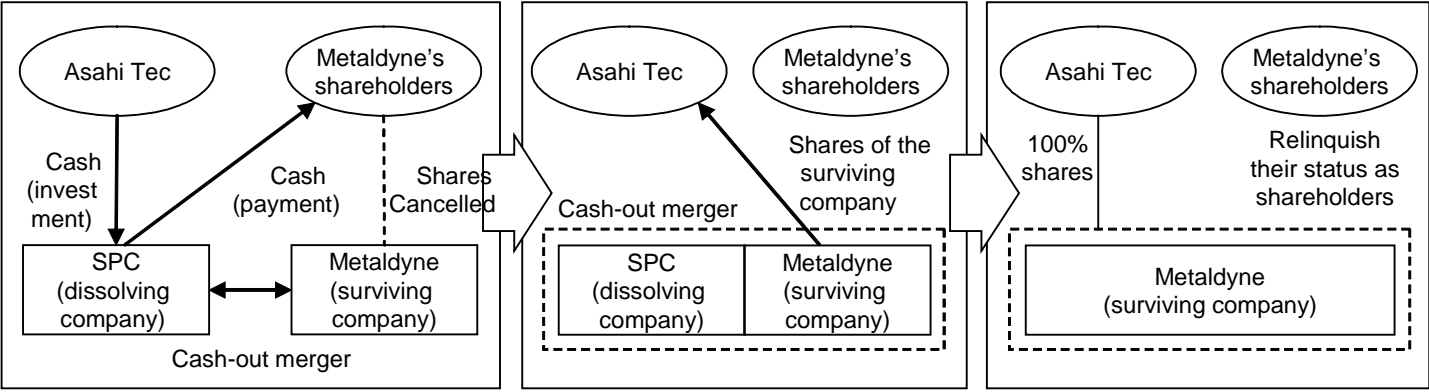 Asahi Tec
Metaldyne's
shareholders
Cash
(invest
ment)
Cash
(payment)
Shares
Cancelled
SPC
(dissolving
company)
Metaldyne
(surviving
company)
Cash-out merger
Asahi Tec
Metaldyne's
shareholders
Shares of the
surviving
company
Cash-out merger
SPC
(dissolving
company)
Metaldyne
(surviving
company)
Asahi Tec
Metaldyne's
shareholders
100%
shares
Relinquish
their status as
shareholders
Metaldyne
(surviving company)